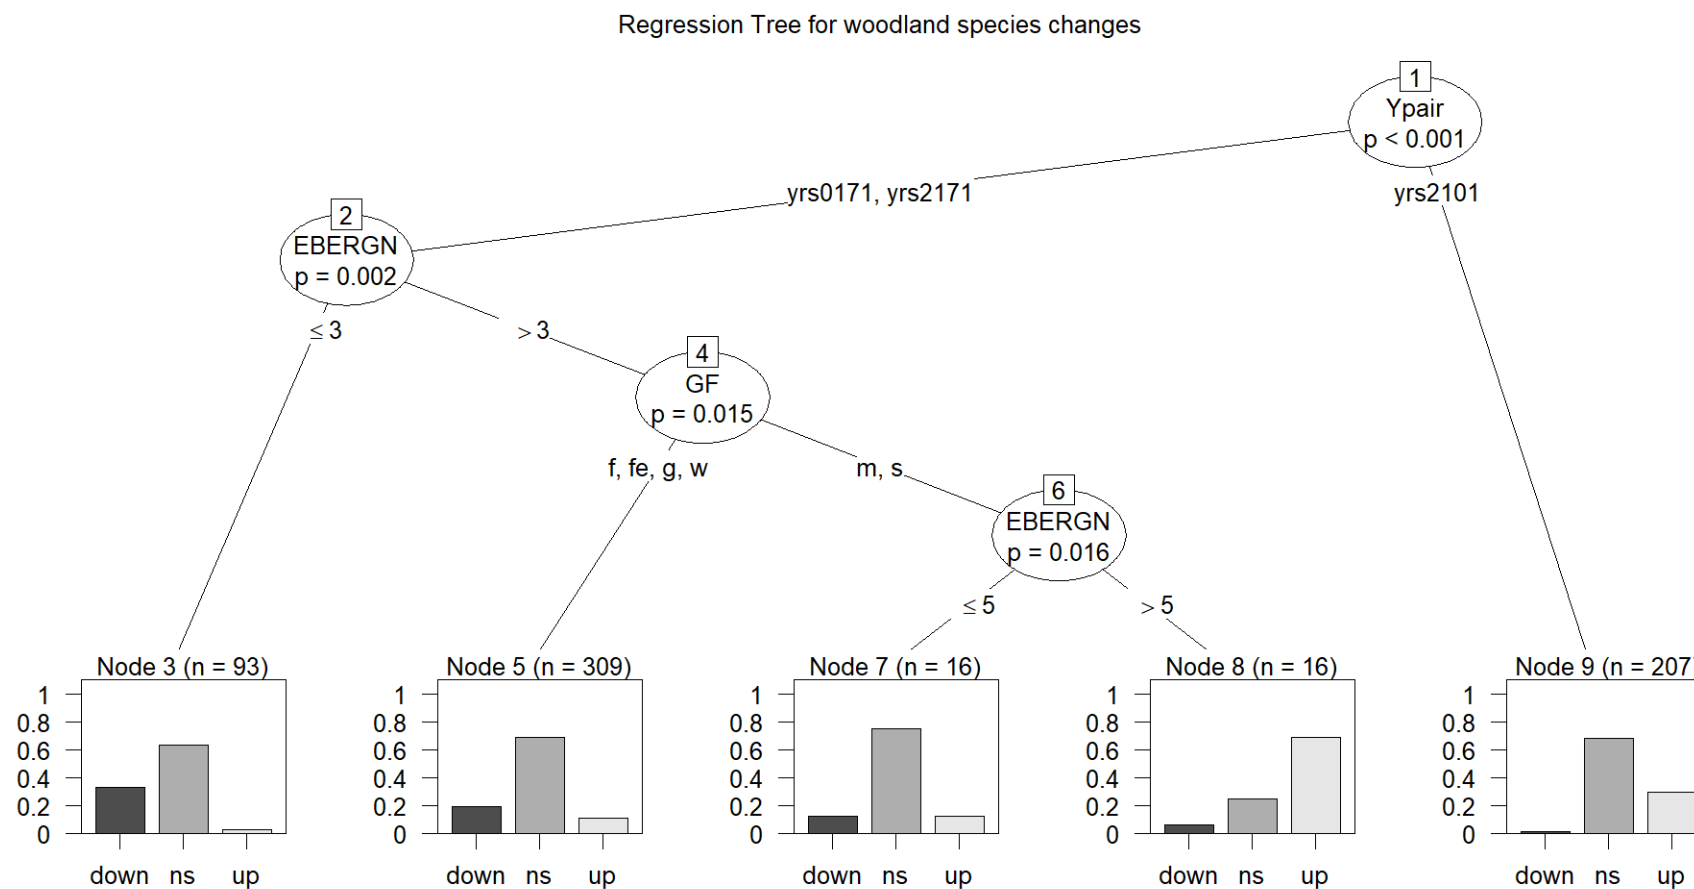 Regression Tree for woodland species changes
1
Ypair
p < 0.001
yrs0171, yrs2171
yrs2101
2
EBERGN
p = 0.002
≤ 3
> 3
4
GF
p = 0.015
f, fe, g, w
m, s
6
EBERGN
p = 0.016
≤ 5
> 5
Node 3 (n = 93)
1
0.8
0.6
0.4
0.2
0
down ns up
Node 5 (n = 309)
1
0.8
0.6
0.4
0.2
0
down ns up
Node 7 (n = 16)
1
0.8
0.6
0.4
0.2
0
down ns up
Node 8 (n = 16)
1
0.8
0.6
0.4
0.2
0
down ns up
Node 9 (n = 207
1
0.8
0.6
0.4
0.2
0
down ns up